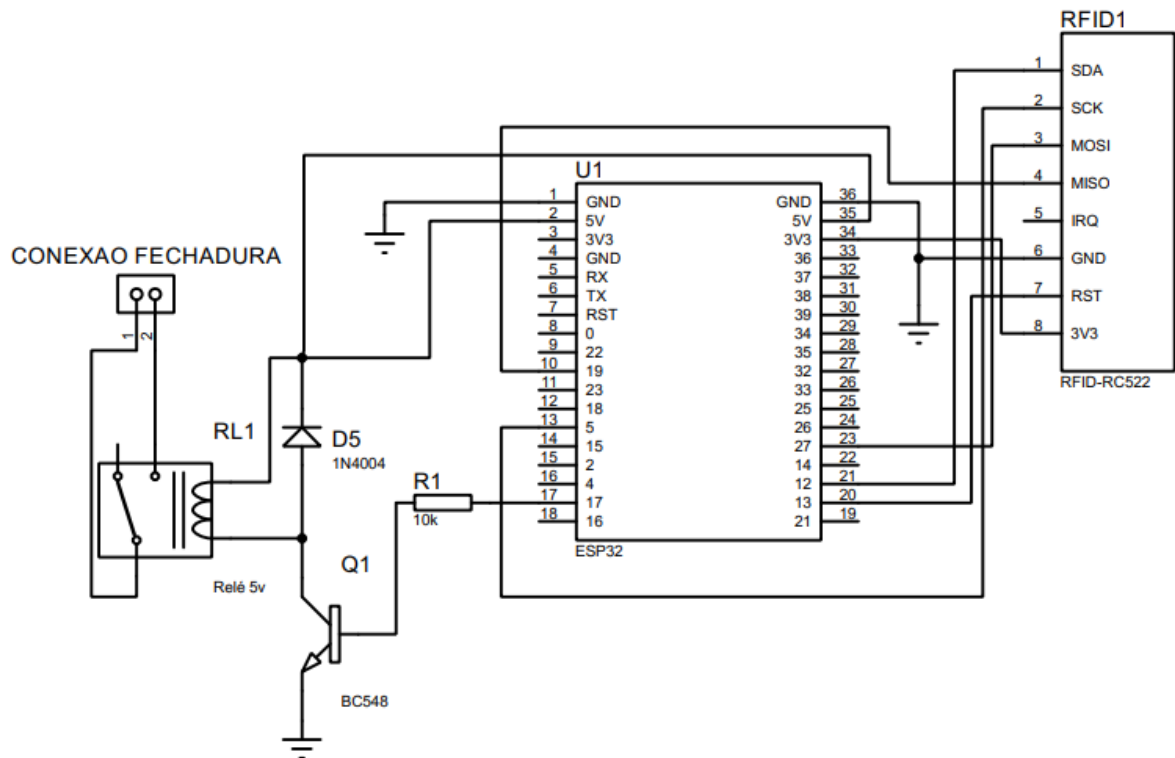 RFID1
1 SDA
2 SCK
3 MOSI
4 MISO
5 IRQ
6 GND
7 RST
8 3V3
RFID-RC522
U1
1 GND GND 36
2 5V 5V 35
3 3V3 3V3 34
4 GND 36 33
5 RX 37 32
6 TX 38 31
7 RST 39 30
8 0 34 29
9 22 35 28
10 19 32 27
11 23 33 26
12 18 25 25
13 5 26 24
14 15 27 23
15 2 14 22
16 4 12 21
17 17 13 20
18 16 21 19
ESP32
CONEXAO FECHADURA
1
2
RL1
Relé 5v
D5
1N4004
R1
10k
Q1
BC548